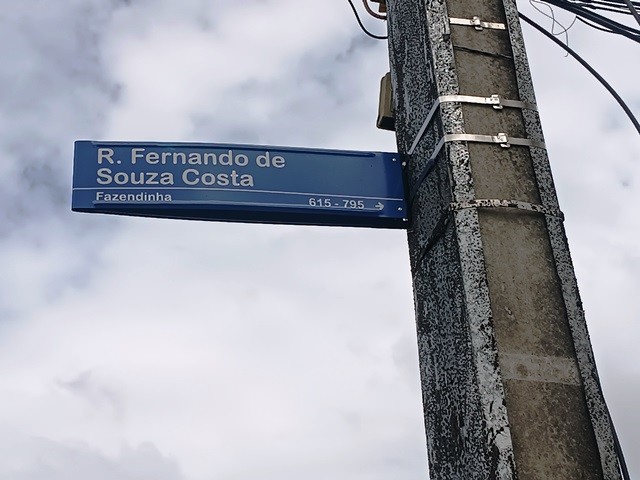 R. Fernando de
Souza Costa
Fazendinha 615 - 795 →